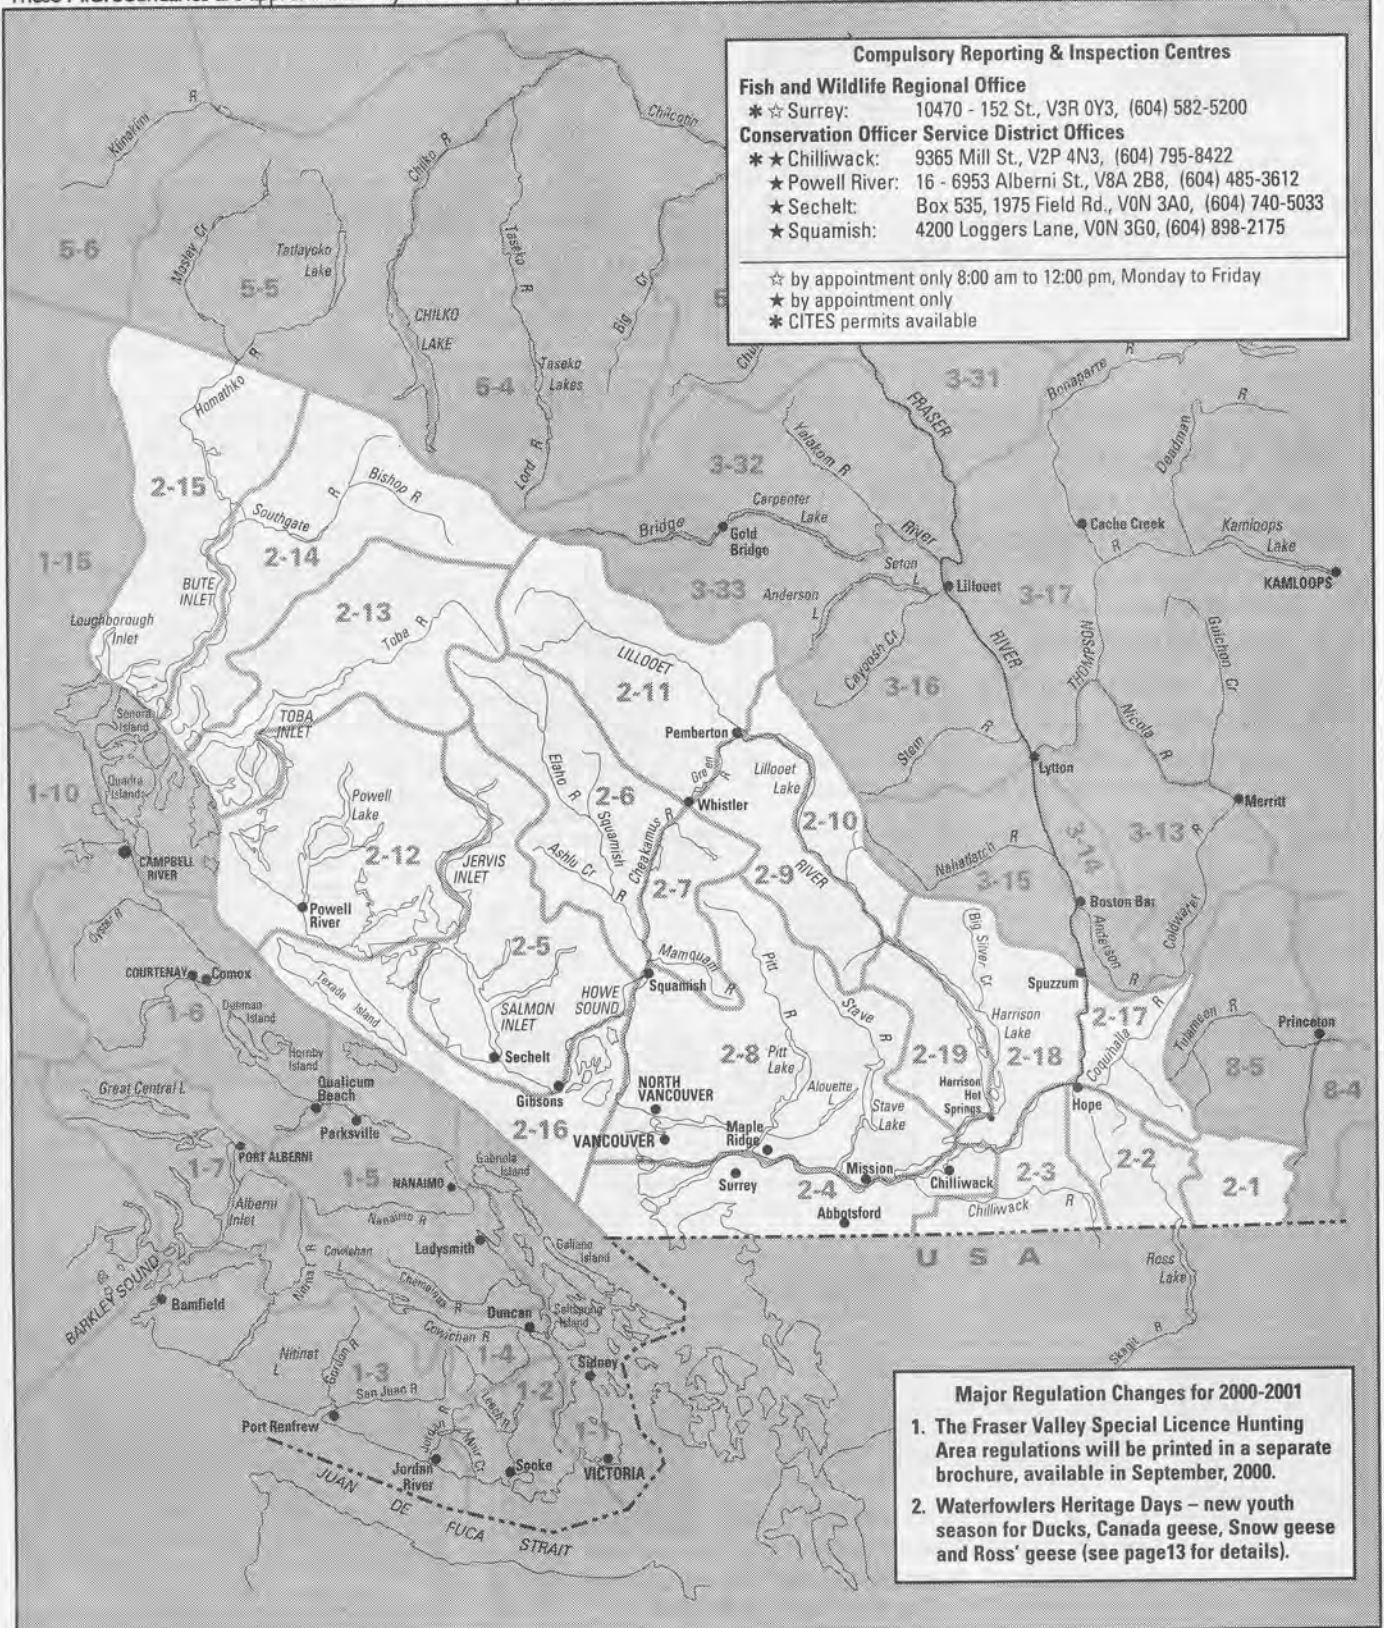 Compulsory Reporting & Inspection Centres
Fish and Wildlife Regional Office
✱ ☆ Surrey: 10470 - 152 St., V3R 0Y3, (604) 582-5200
Conservation Officer Service District Offices
✱ ★ Chilliwack: 9365 Mill St., V2P 4N3, (604) 795-8422
★ Powell River: 16 - 6953 Alberni St., V8A 2B8, (604) 485-3612
★ Sechelt: Box 535, 1975 Field Rd., V0N 3A0, (604) 740-5033
★ Squamish: 4200 Loggers Lane, V0N 3G0, (604) 898-2175
☆ by appointment only 8:00 am to 12:00 pm, Monday to Friday
★ by appointment only
✱ CITES permits available
Klinaklini R
Chilko R
Chilcotin
5-6
Mosley Cr
Tatlayoko
Lake
5-5
CHILKO
LAKE
Taseko R
5-4
Taseko
Lakes
Big Cr
Lord R
Homathko R
FRASER
3-31
Bonaparte R
Deadman R
Yalakom R
3-32
2-15
Bishop R
Southgate R
2-14
Bridge River
Gold
Bridge
Carpenter
Lake
Cache Creek
Kamloops
Lake
KAMLOOPS
1-15
BUTE
INLET
2-13
Toba R
Loughborough
Inlet
3-33
Anderson
L
Seton
L
Lillooet
3-17
RIVER
THOMPSON
R
Guichon Cr
Cayoosh Cr
3-16
LILLOOET
2-11
Sonora
Island
TOBA
INLET
Pemberton
Stein R
Nicola R
Lytton
Merritt
1-10
Quadra
Island
Powell
Lake
Elaho R
2-6
Squamish
R
Green R
Whistler
Lillooet
Lake
2-10
RIVER
CAMPBELL
RIVER
2-12
JERVIS
INLET
Ashlu Cr
Cheakamus R
2-7
2-9
Nahatlatch R
3-15
3-14
3-13
Boston Bar
Anderson
R
Coldwater R
Oyster R
Powell
River
COURTENAY
Comox
2-5
Mamquam
R
Squamish
Pitt
R
Big Silver Cr
Spuzzum
1-6
Denman
Island
Texada Island
SALMON
INLET
HOWE
SOUND
Stave
R
Harrison
Lake
2-17
Coquihalla R
Tulameen R
Princeton
Hornby
Island
Sechelt
2-8
Pitt
Lake
2-19
2-18
8-5
8-4
Great Central L
Qualicum
Beach
Parksville
Gibsons
NORTH
VANCOUVER
Alouette
L
Stave
Lake
Harrison
Hot
Springs
Hope
2-16
VANCOUVER
Maple
Ridge
PORT ALBERNI
1-7
Gabriola
Island
Surrey
2-4
Mission
Abbotsford
Chilliwack
2-3
2-2
2-1
Chilliwack R
1-5
NANAIMO
Alberni
Inlet
Nanaimo R
USA
Ladysmith
Galiano
Island
Ross
Lake
Cowichan
L
BARKLEY SOUND
Bamfield
Chemainus R
Duncan
Saltspring
Island
Cowichan R
Skagit R
Nitinat
L
Gordon R
1-3
San Juan R
1-4
1-2
Sidney
Leech R
Port Renfrew
1-1
Muir Cr
Jordan
River
Sooke
VICTORIA
JUAN
DE
FUCA
STRAIT
Major Regulation Changes for 2000-2001
1. The Fraser Valley Special Licence Hunting
Area regulations will be printed in a separate
brochure, available in September, 2000.
2. Waterfowlers Heritage Days – new youth
season for Ducks, Canada geese, Snow geese
and Ross' geese (see page13 for details).